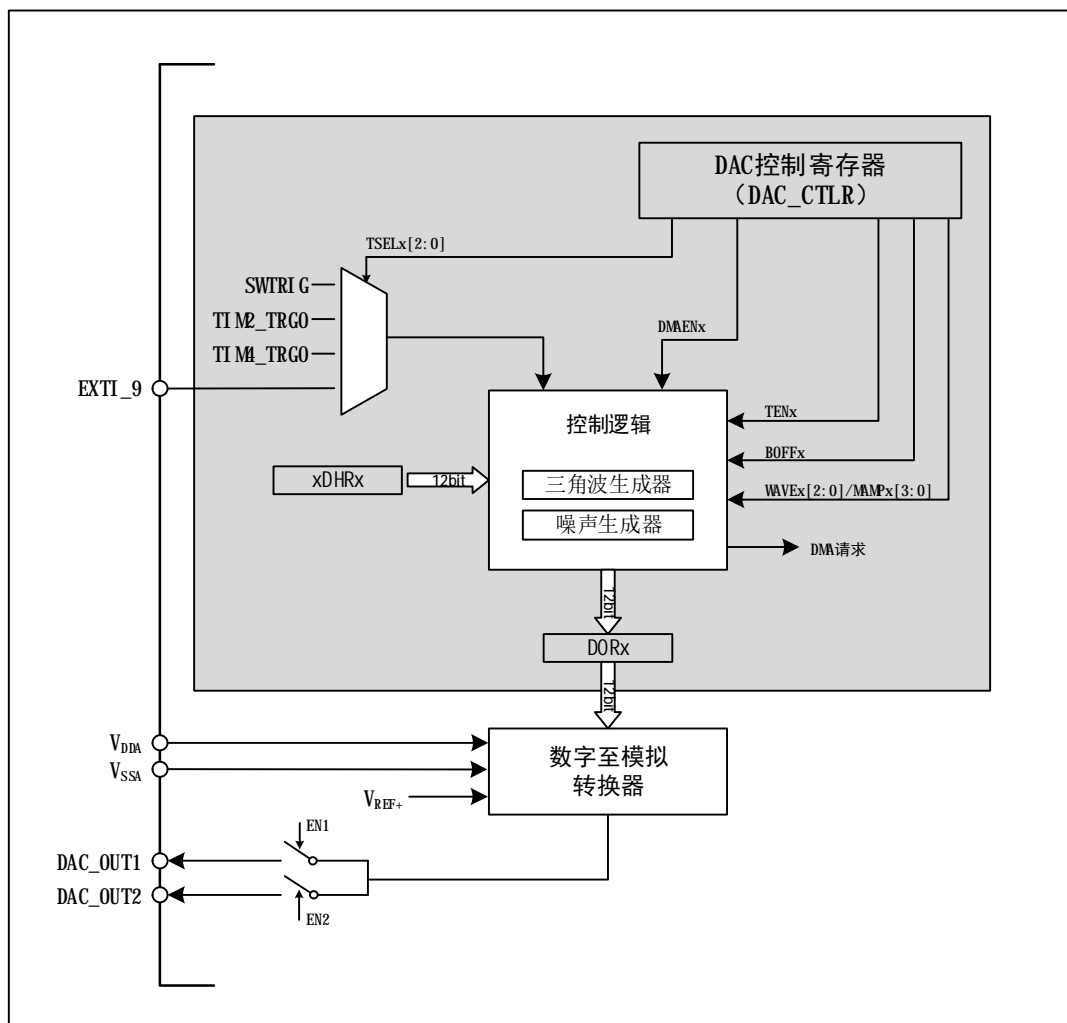 DAC控制寄存器
（DAC_CTLR）
TSELx[2:0]
SWTRIG
TIM2_TRGO
TIM4_TRGO
DMAENx
EXTI_9
控制逻辑
TENx
BOFFx
xDHRx
12bit
三角波生成器
WAVEx[2:0]/MAMPx[3:0]
噪声生成器
DMA请求
12bit
DORx
12bit
VDDA
数字至模拟
转换器
VSSA
VREF+
EN1
DAC_OUT1
DAC_OUT2
EN2